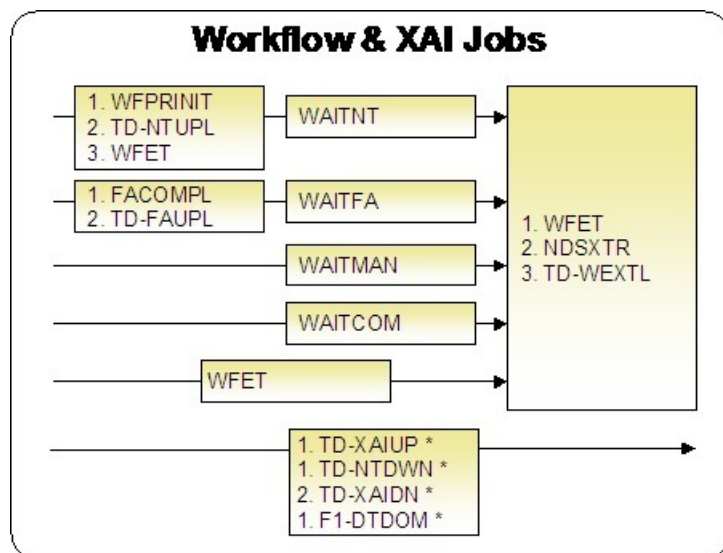 Workflow & XAI Jobs
1. WFPRINIT
2. TD-NTUPL
3. WFET
WAITNT
1. FACOMPL
2. TD-FAUPL
WAITFA
WAITMAN
WAITCOM
WFET
1. WFET
2. NDSXTR
3. TD-WEXTL
1. TD-XAIUP *
1. TD-NTDWN *
2. TD-XAIDN *
1. F1-DTDOM *